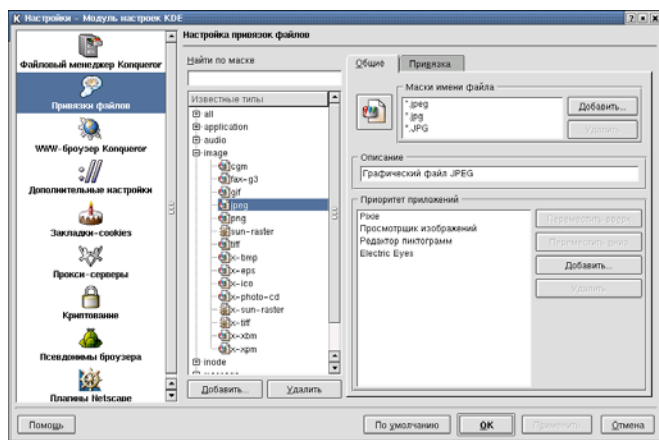 Настройки - Модуль настроек KDE
Файловый менеджер Konqueror
Привязки файлов
WWW-броузер Konqueror
Дополнительные настройки
Закладки-cookies
Прокси-серверы
Криптование
Псевдонимы броузера
Плагины Netscape
Настройка привязок файлов
Найти по маске
Известные типы
all
application
audio
image
cgm
fax-g3
gif
jpeg
png
sun-raster
tiff
x-bmp
x-eps
x-ico
x-photo-cd
x-sun-raster
x-tiff
x-xbm
x-xpm
inode
Добавить...
Удалить
Общие
Привязка
Маски имени файла
*.jpeg
*.jpg
*.JPG
Добавить...
Удалить
Описание
Графический файл JPEG
Приоритет приложений
Pixie
Просмотрщик изображений
Редактор пиктограмм
Electric Eyes
Переместить вверх
Переместить вниз
Добавить...
Удалить
Помощь
По умолчанию
OK
Применить
Отмена